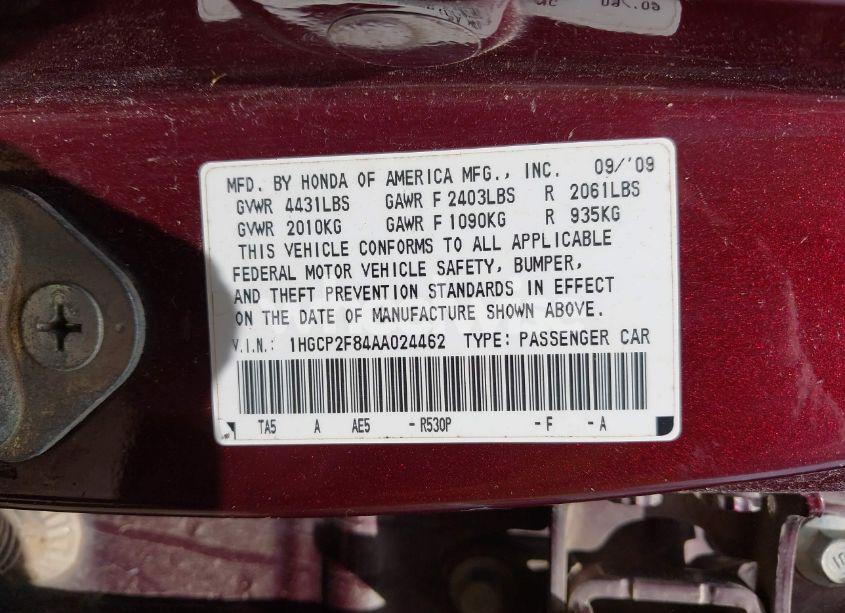 MFD. BY HONDA OF AMERICA MFG., INC. 09/'09
GVWR 4431LBS GAWR F 2403LBS R 2061LBS
GVWR 2010KG GAWR F 1090KG R 935KG
THIS VEHICLE CONFORMS TO ALL APPLICABLE
FEDERAL MOTOR VEHICLE SAFETY, BUMPER,
AND THEFT PREVENTION STANDARDS IN EFFECT
ON THE DATE OF MANUFACTURE SHOWN ABOVE.
V.I.N.: 1HGCP2F84AA024462 TYPE: PASSENGER CAR
TA5 A AE5 -R530P -F -A